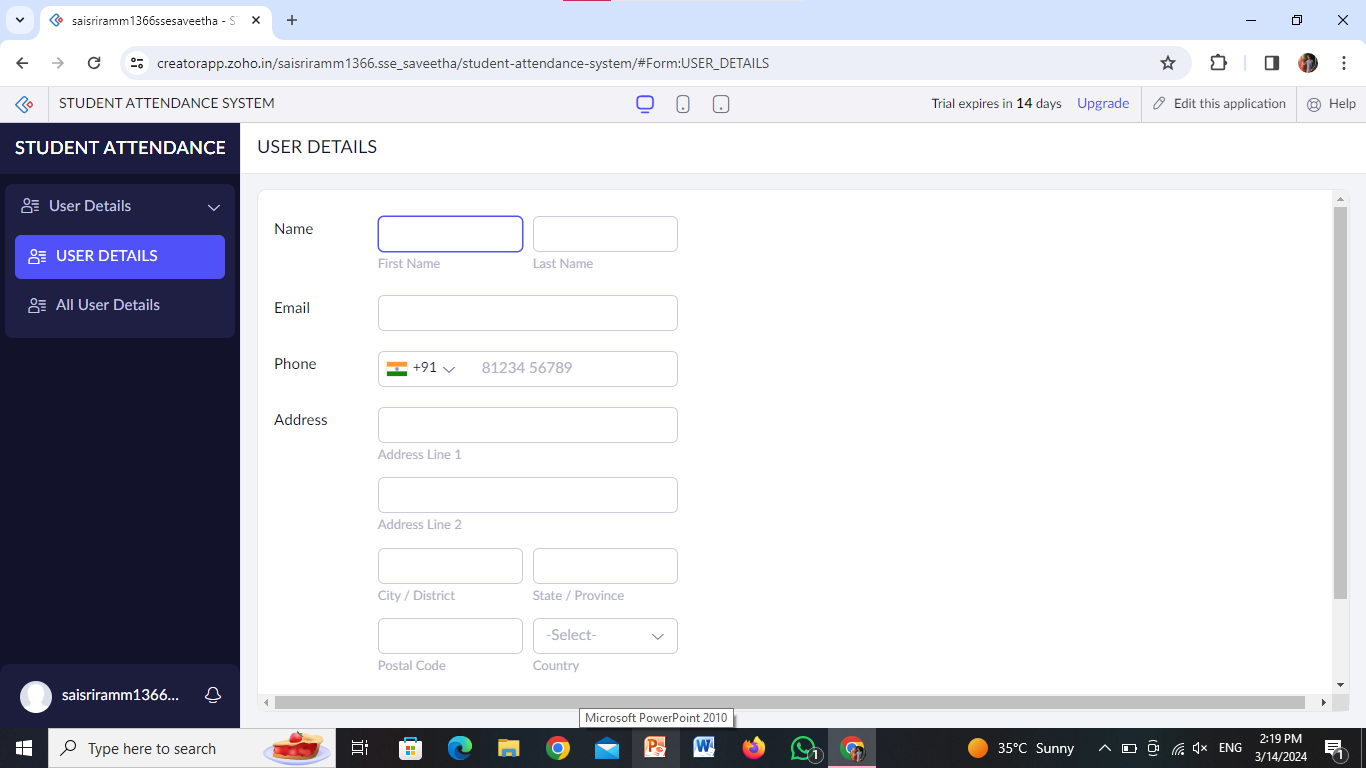 saisriramm1366ssesaveetha - ST
creatorapp.zoho.in/saisriramm1366.sse_saveetha/student-attendance-system/#Form:USER_DETAILS
STUDENT ATTENDANCE SYSTEM
Trial expires in 14 days
Upgrade
Edit this application
Help
STUDENT ATTENDANCE
USER DETAILS
User Details
USER DETAILS
All User Details
Name
First Name
Last Name
Email
Phone
+91
81234 56789
Address
Address Line 1
Address Line 2
City / District
State / Province
-Select-
Postal Code
Country
saisriramm1366...
Microsoft PowerPoint 2010
Type here to search
1
35°C Sunny
ENG
2:19 PM
3/14/2024
1